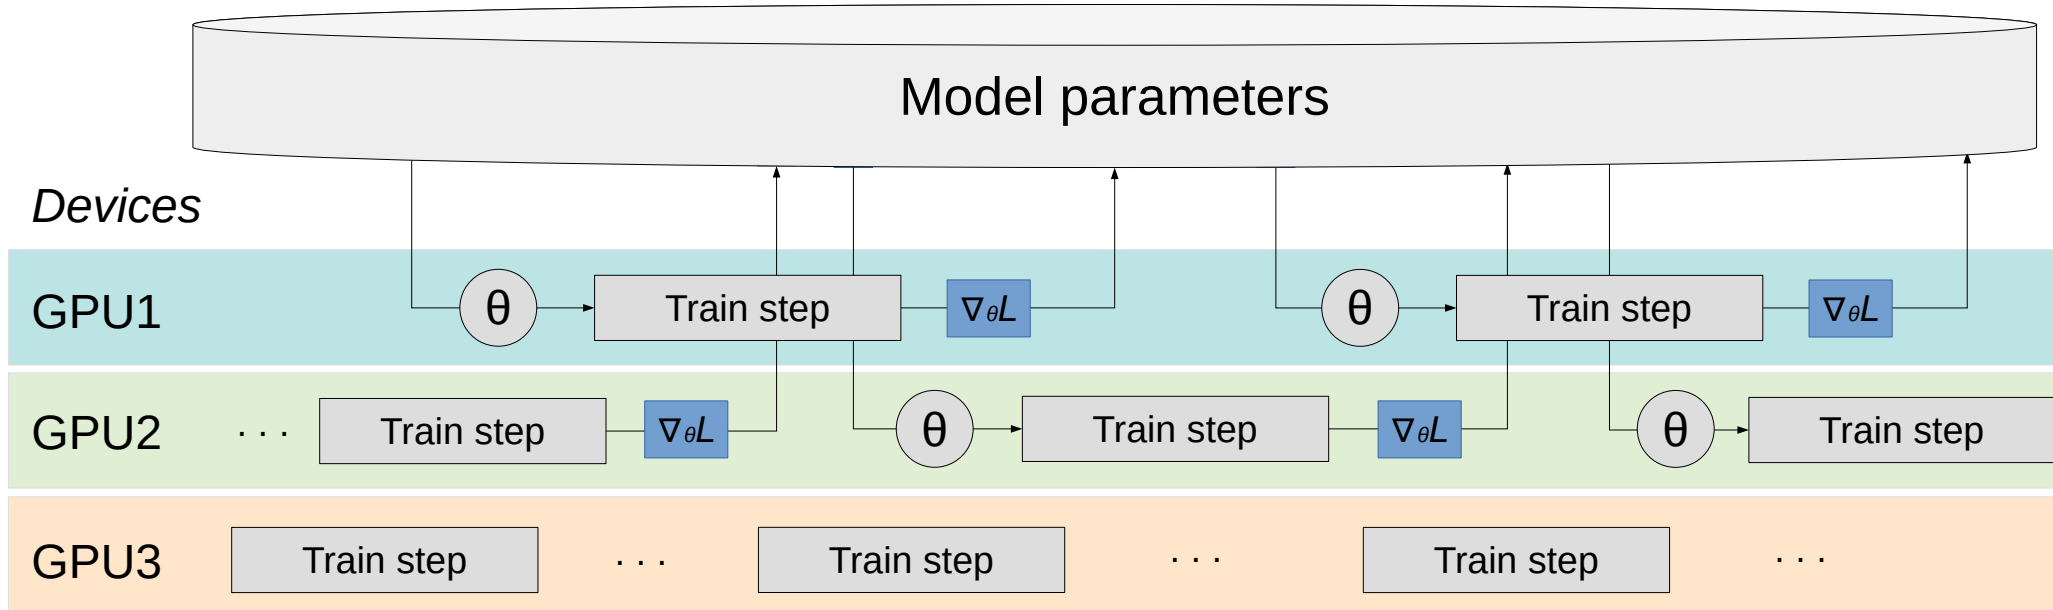 Model parameters
Devices
GPU1 θ Train step ∇θL θ Train step ∇θL
GPU2 · · · Train step ∇θL θ Train step ∇θL θ Train step
GPU3 Train step · · · Train step · · · Train step · · ·